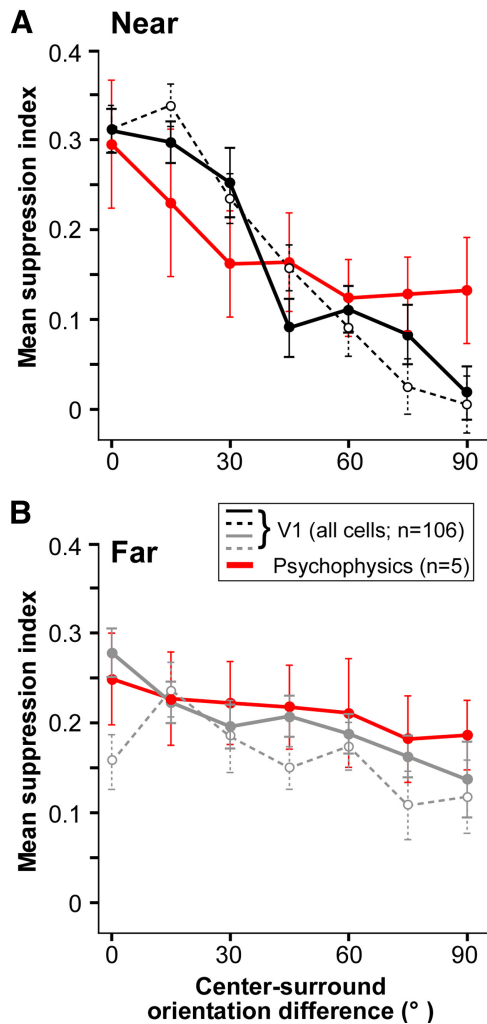 A
Near
Mean suppression index
0.4
0.3
0.2
0.1
0
0
30
60
90
B
Far
V1 (all cells; n=106)
Psychophysics (n=5)
Mean suppression index
0.4
0.3
0.2
0.1
0
0
30
60
90
Center-surround
orientation difference (° )